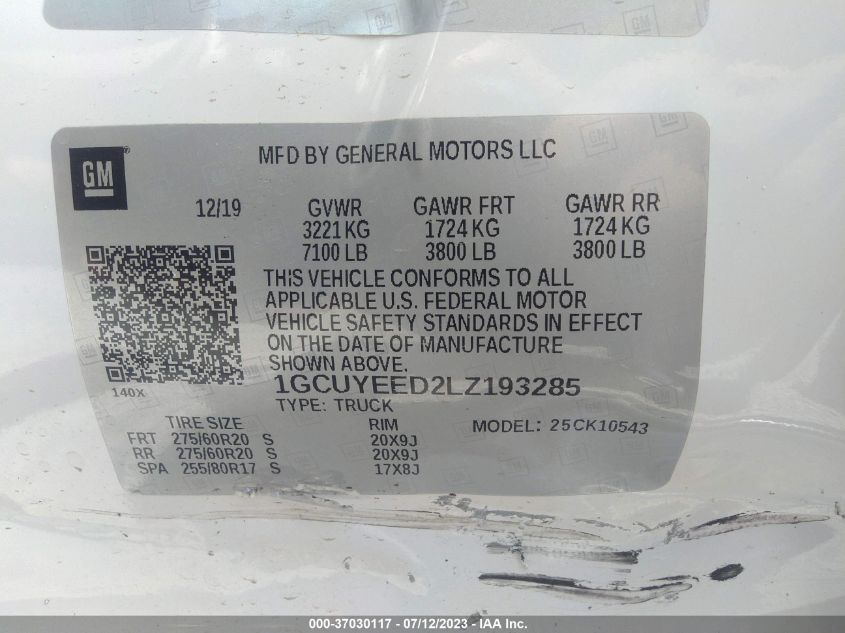 GM
MFD BY GENERAL MOTORS LLC
12/19 GVWR GAWR FRT GAWR RR
3221 KG 1724 KG 1724 KG
7100 LB 3800 LB 3800 LB
THIS VEHICLE CONFORMS TO ALL
APPLICABLE U.S. FEDERAL MOTOR
VEHICLE SAFETY STANDARDS IN EFFECT
ON THE DATE OF MANUFACTURE
SHOWN ABOVE.
140X
1GCUYEED2LZ193285
TYPE: TRUCK
TIRE SIZE RIM MODEL: 25CK10543
FRT 275/60R20 S 20X9J
RR 275/60R20 S 20X9J
SPA 255/80R17 S 17X8J
000-37030117 - 07/12/2023 - IAA Inc.